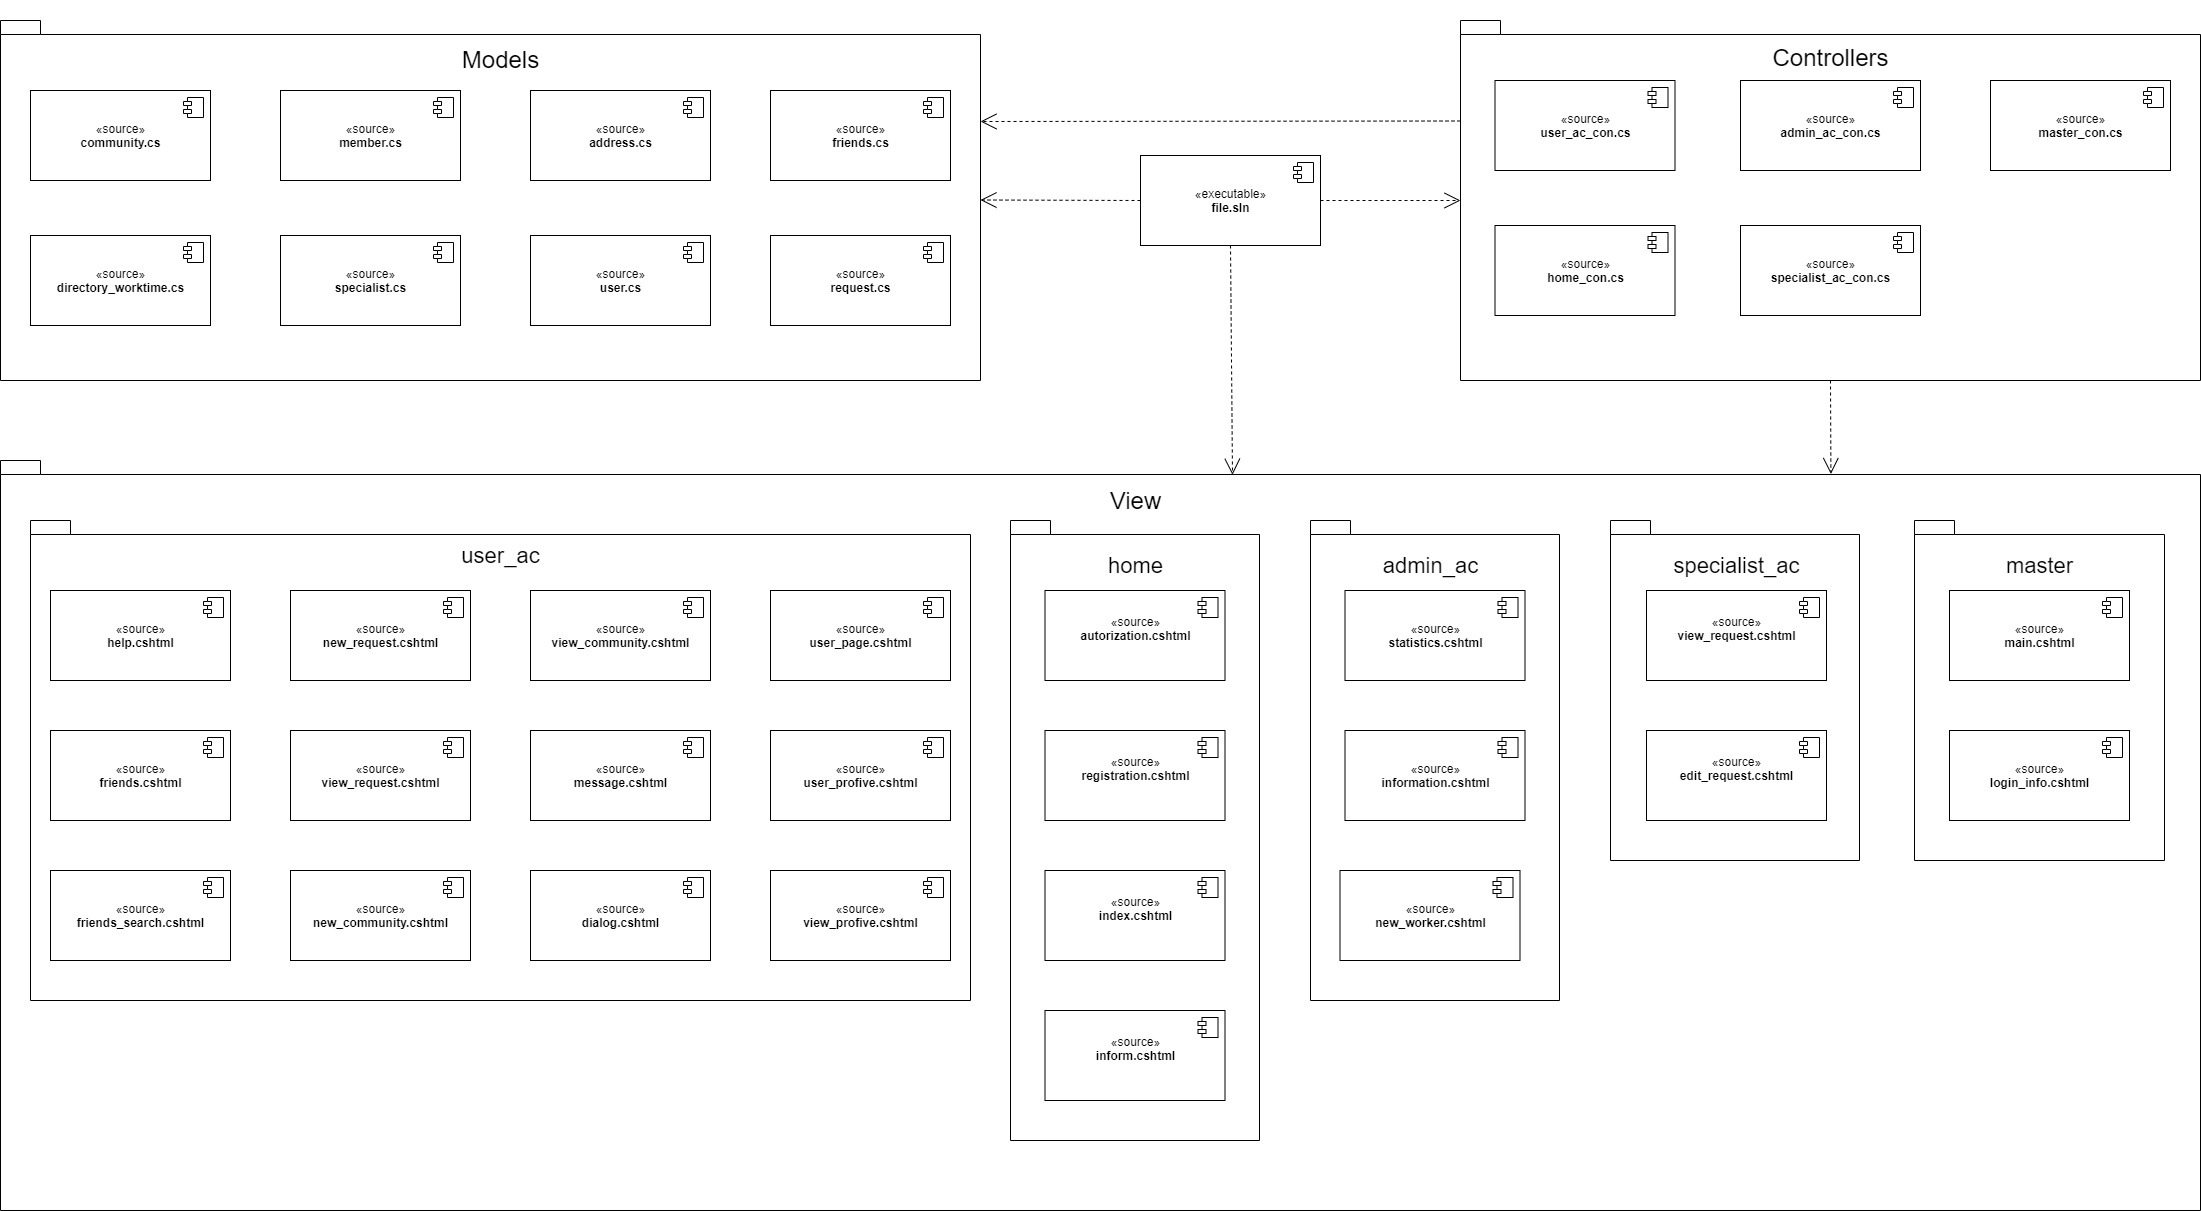 Models
«source»
community.cs
«source»
member.cs
«source»
address.cs
«source»
friends.cs
«source»
directory_worktime.cs
«source»
specialist.cs
«source»
user.cs
«source»
request.cs
«executable»
file.sln
Controllers
«source»
user_ac_con.cs
«source»
admin_ac_con.cs
«source»
master_con.cs
«source»
home_con.cs
«source»
specialist_ac_con.cs
View
user_ac
«source»
help.cshtml
«source»
new_request.cshtml
«source»
view_community.cshtml
«source»
user_page.cshtml
«source»
friends.cshtml
«source»
view_request.cshtml
«source»
message.cshtml
«source»
user_profive.cshtml
«source»
friends_search.cshtml
«source»
new_community.cshtml
«source»
dialog.cshtml
«source»
view_profive.cshtml
home
«source»
autorization.cshtml
«source»
registration.cshtml
«source»
index.cshtml
«source»
inform.cshtml
admin_ac
«source»
statistics.cshtml
«source»
information.cshtml
«source»
new_worker.cshtml
specialist_ac
«source»
view_request.cshtml
«source»
edit_request.cshtml
master
«source»
main.cshtml
«source»
login_info.cshtml